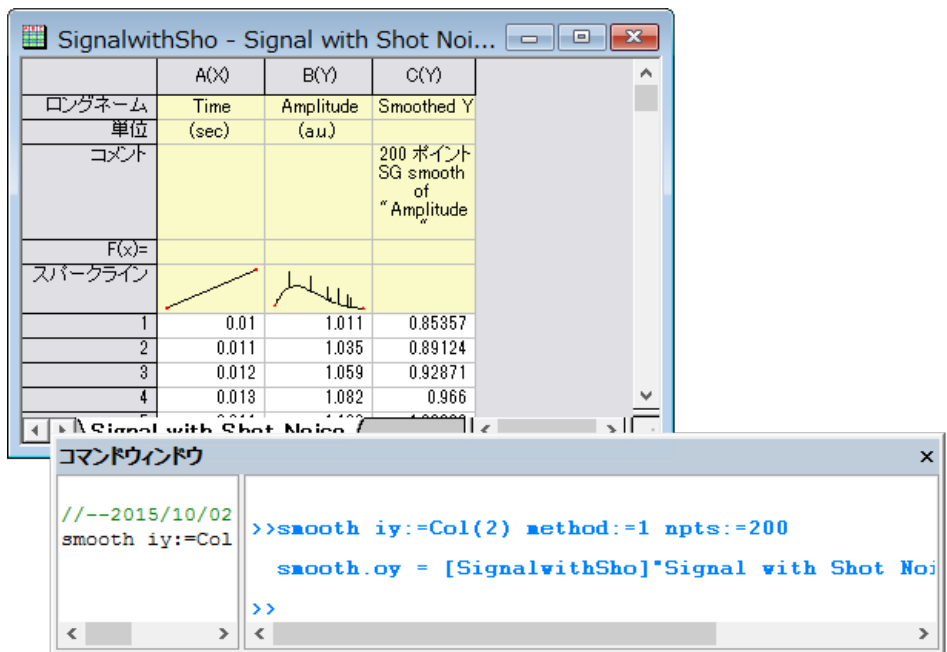 SignalwithSho - Signal with Shot Noi...
A(X) B(Y) C(Y)
ロングネーム Time Amplitude Smoothed Y
単位 (sec) (a.u.)
コメント 200 ポイント
SG smooth
of
"Amplitude
"
F(x)=
スパークライン
1 0.01 1.011 0.85357
2 0.011 1.035 0.89124
3 0.012 1.059 0.92871
4 0.013 1.082 0.966
Signal with Shot Noise
コマンドウィンドウ
//--2015/10/02
smooth iy:=Col
>>smooth iy:=Col(2) method:=1 npts:=200
smooth.oy = [SignalwithSho]"Signal with Shot Noi
>>